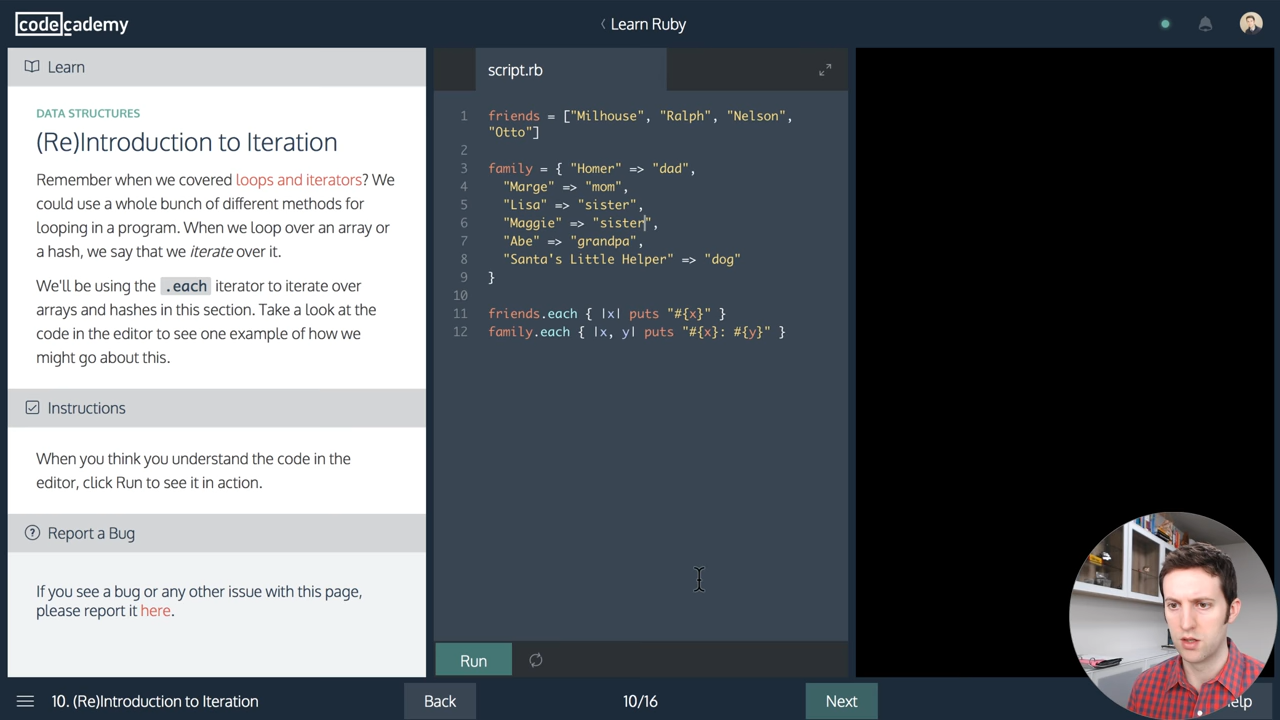 codecademy
Learn Ruby
Learn
DATA STRUCTURES
(Re)Introduction to Iteration
Remember when we covered loops and iterators? We
could use a whole bunch of different methods for
looping in a program. When we loop over an array or
a hash, we say that we iterate over it.
We'll be using the .each iterator to iterate over
arrays and hashes in this section. Take a look at the
code in the editor to see one example of how we
might go about this.
Instructions
When you think you understand the code in the
editor, click Run to see it in action.
Report a Bug
If you see a bug or any other issue with this page,
please report it here.
script.rb
1 friends = ["Milhouse", "Ralph", "Nelson",
"Otto"]
2
3 family = { "Homer" => "dad",
4 "Marge" => "mom",
5 "Lisa" => "sister",
6 "Maggie" => "sister",
7 "Abe" => "grandpa",
8 "Santa's Little Helper" => "dog"
9 }
10
11 friends.each { |x| puts "#{x}" }
12 family.each { |x, y| puts "#{x}: #{y}" }
Run
10. (Re)Introduction to Iteration
Back
10/16
Next
elp